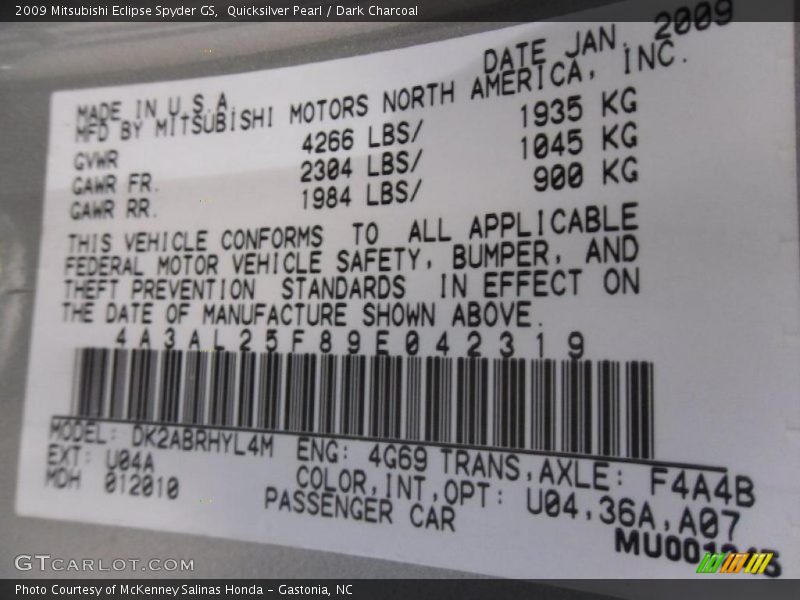 2009 Mitsubishi Eclipse Spyder GS,  Quicksilver Pearl / Dark Charcoal
DATE JAN. 2009
MADE IN U.S.A.
MFD BY MITSUBISHI MOTORS NORTH AMERICA, INC.
GVWR 4266 LBS/ 1935 KG
GAWR FR. 2304 LBS/ 1045 KG
GAWR RR. 1984 LBS/ 900 KG
THIS VEHICLE CONFORMS TO ALL APPLICABLE
FEDERAL MOTOR VEHICLE SAFETY, BUMPER, AND
THEFT PREVENTION STANDARDS IN EFFECT ON
THE DATE OF MANUFACTURE SHOWN ABOVE.
4A3AL25F89E042319
MODEL: DK2ABRHYL4M ENG: 4G69 TRANS,AXLE: F4A4B
EXT: U04A COLOR,INT,OPT: U04,36A,A07
MDH 012010 PASSENGER CAR
GTCARLOT.COM
Photo Courtesy of McKenney Salinas Honda - Gastonia, NC